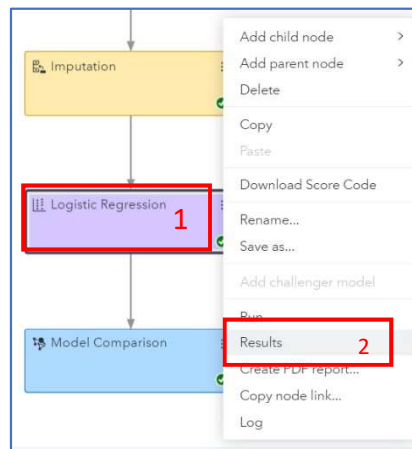 Imputation
Logistic Regression
1
Model Comparison
Add child node >
Add parent node >
Delete
Copy
Paste
Download Score Code
Rename...
Save as...
Add challenger model
Run
Results
2
Create PDF report...
Copy node link...
Log